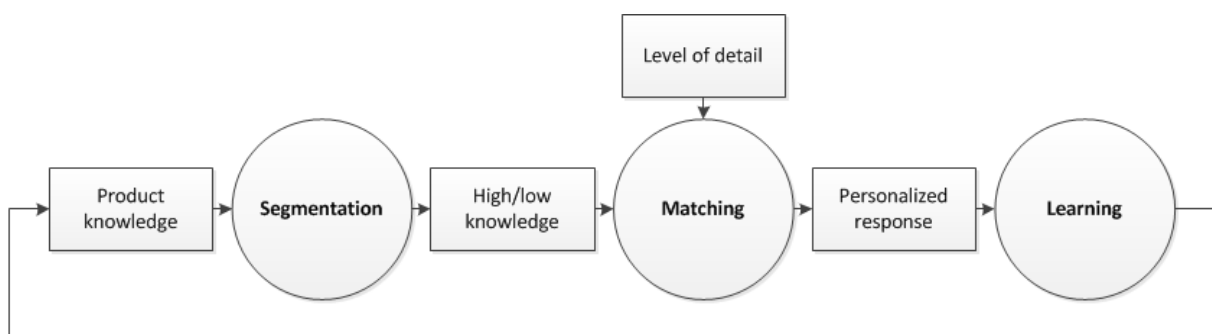 Level of detail
Product
knowledge
Segmentation
High/low
knowledge
Matching
Personalized
response
Learning